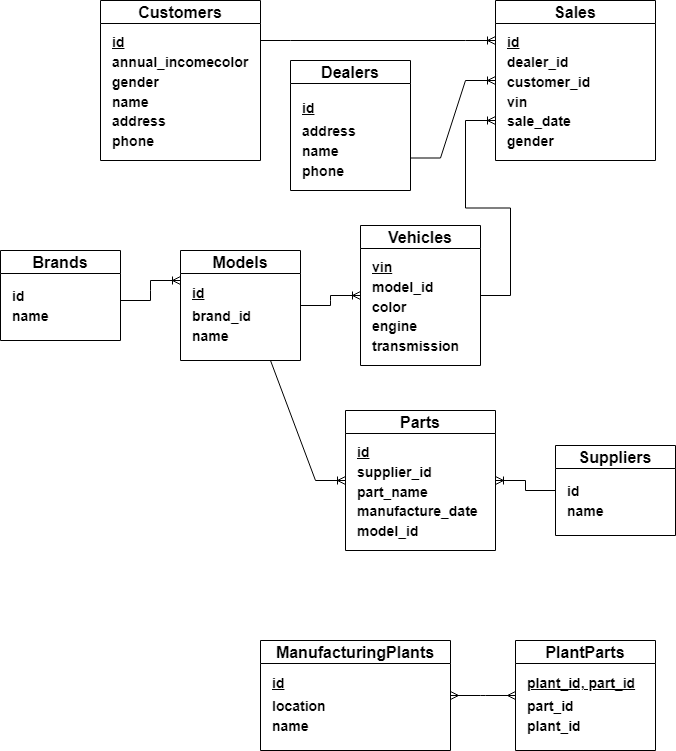 Customers
id
annual_incomecolor
gender
name
address
phone
Sales
id
dealer_id
customer_id
vin
sale_date
gender
Dealers
id
address
name
phone
Brands
id
name
Models
id
brand_id
name
Vehicles
vin
model_id
color
engine
transmission
Parts
id
supplier_id
part_name
manufacture_date
model_id
Suppliers
id
name
ManufacturingPlants
id
location
name
PlantParts
plant_id, part_id
part_id
plant_id